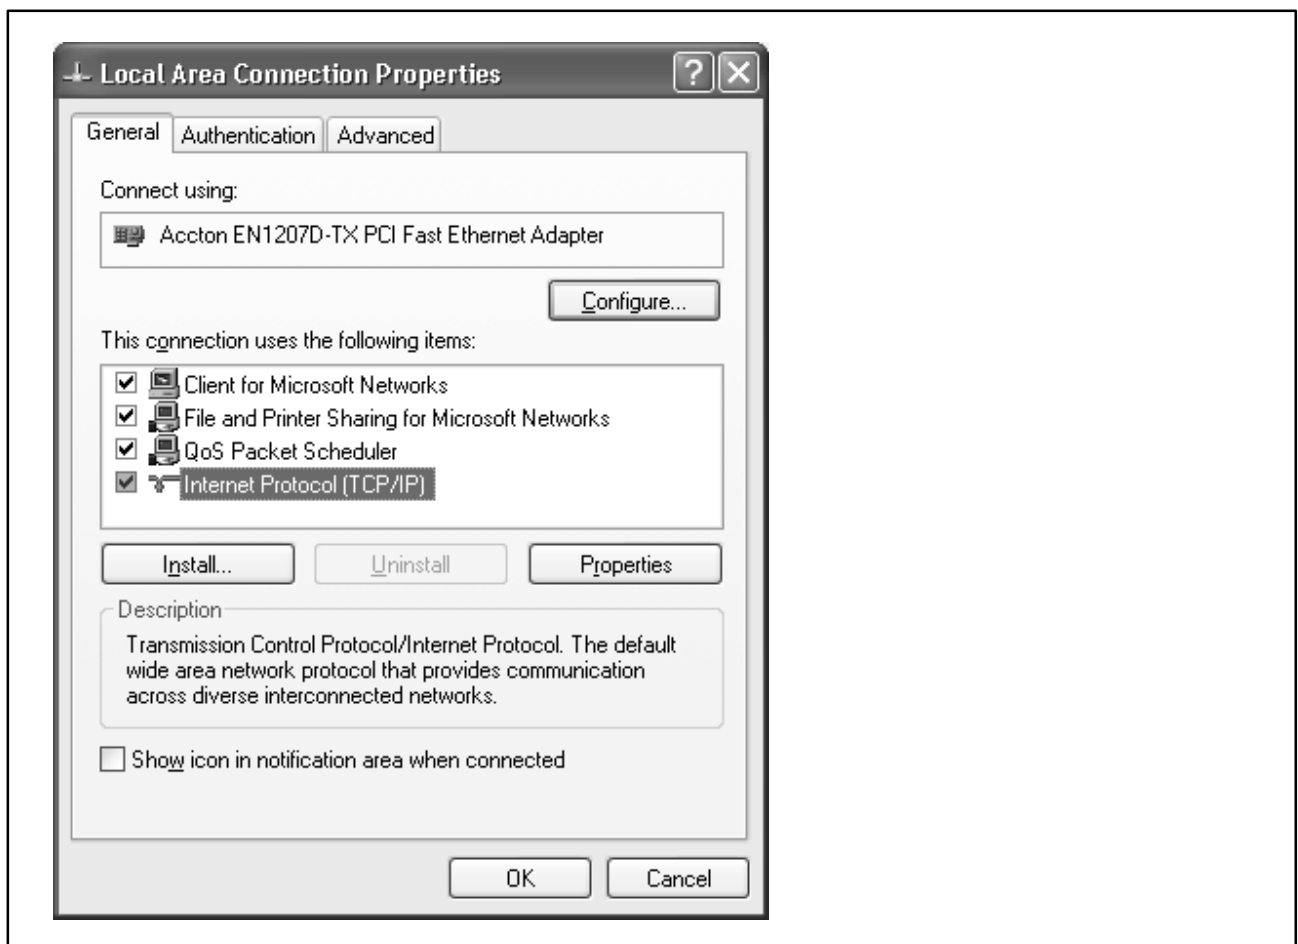 Local Area Connection Properties
General Authentication Advanced
Connect using:
Accton EN1207D-TX PCI Fast Ethernet Adapter
Configure...
This connection uses the following items:
Client for Microsoft Networks
File and Printer Sharing for Microsoft Networks
QoS Packet Scheduler
Internet Protocol (TCP/IP)
Install... Uninstall Properties
Description
Transmission Control Protocol/Internet Protocol. The default
wide area network protocol that provides communication
across diverse interconnected networks.
Show icon in notification area when connected
OK Cancel